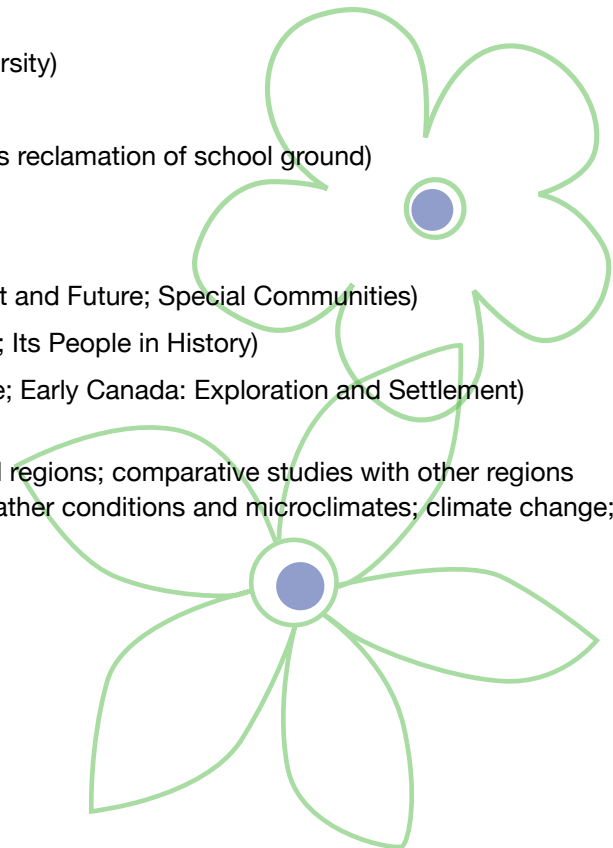 rsity)
s reclamation of school ground)
t and Future; Special Communities)
; Its People in History)
e; Early Canada: Exploration and Settlement)
l regions; comparative studies with other regions
ather conditions and microclimates; climate change;